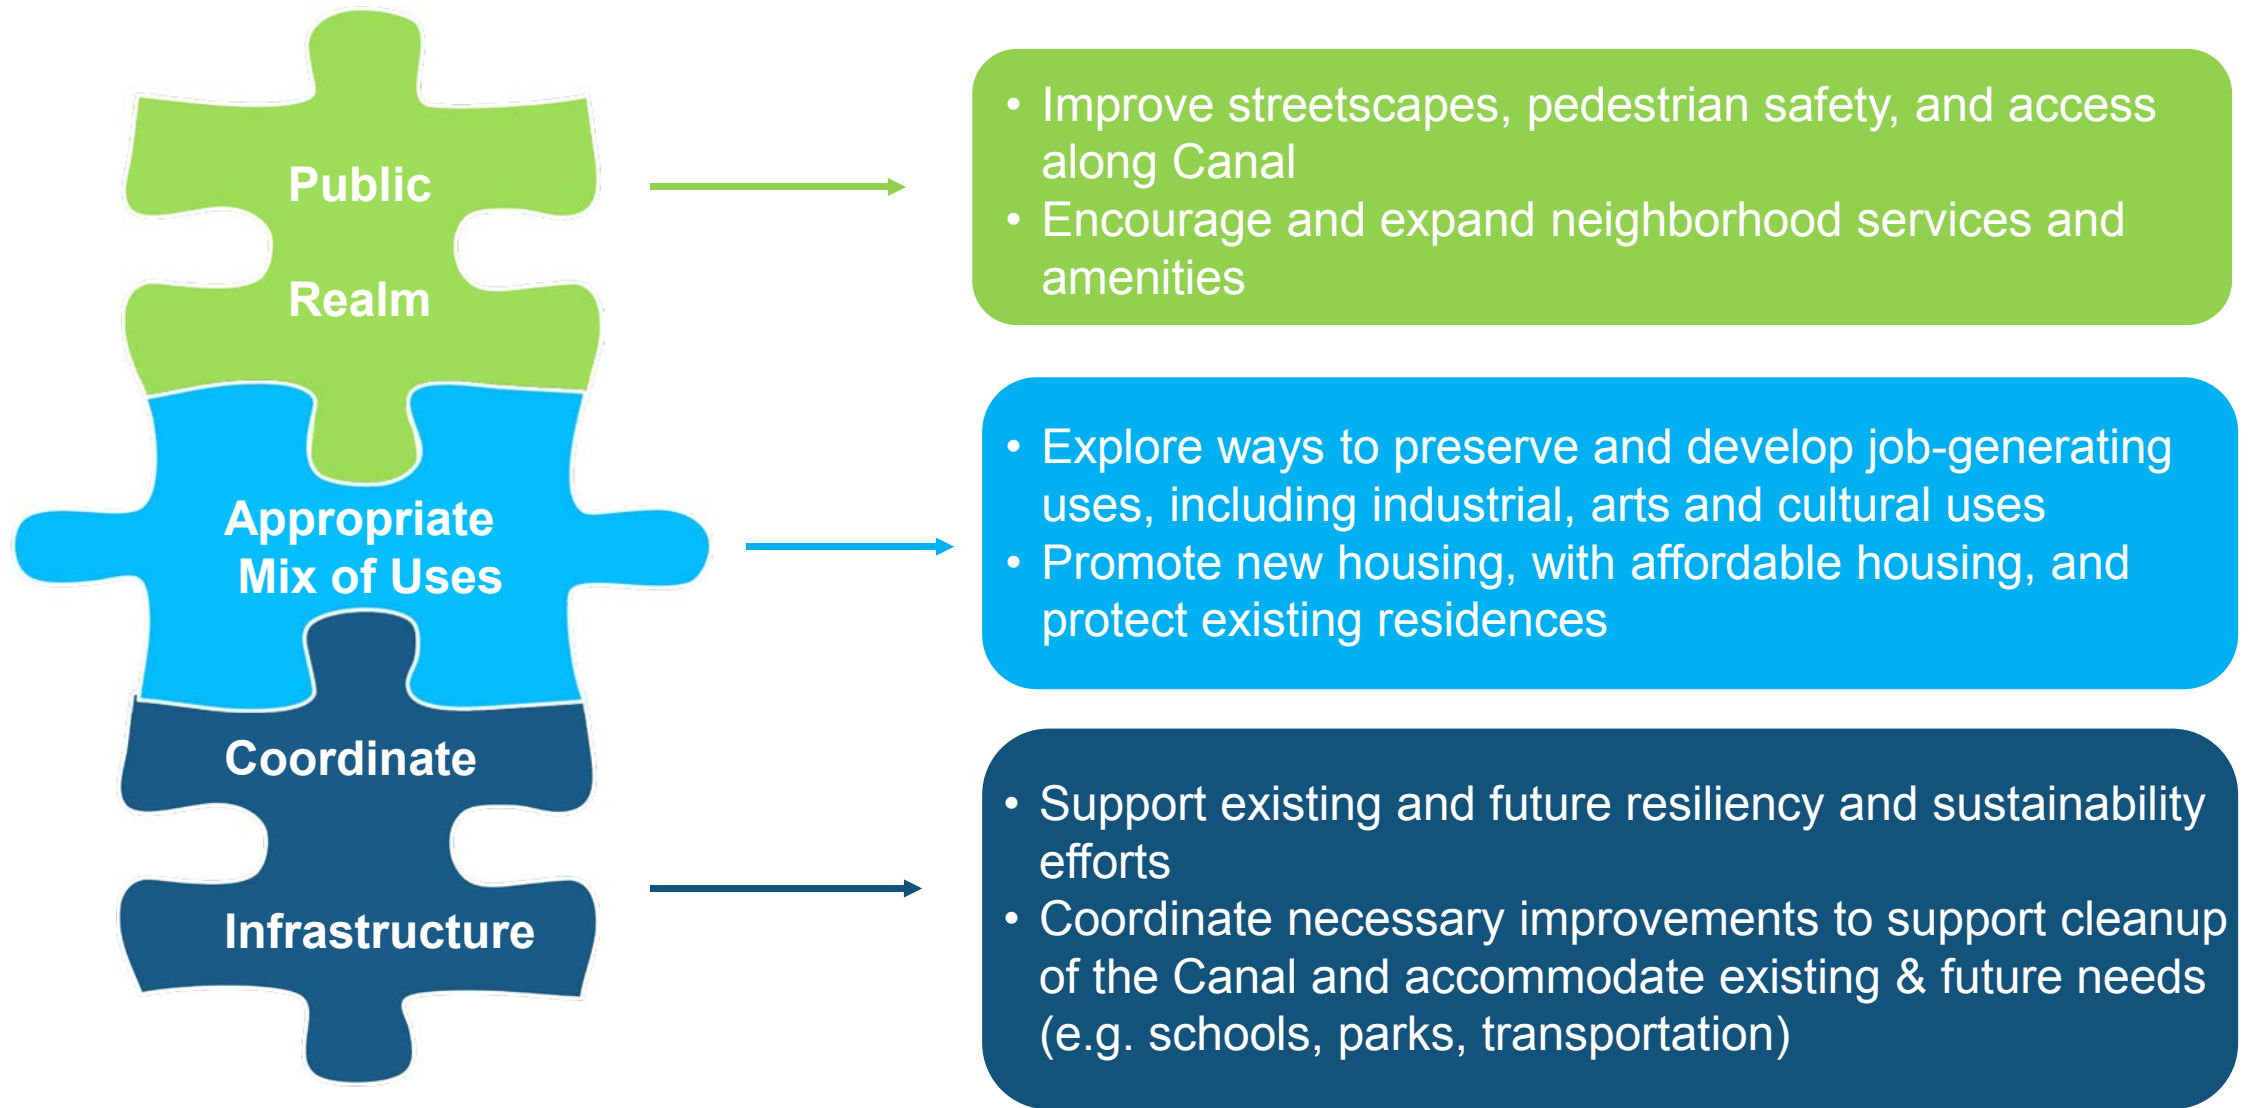 Public
Realm
• Improve streetscapes, pedestrian safety, and access
along Canal
• Encourage and expand neighborhood services and
amenities
Appropriate
Mix of Uses
• Explore ways to preserve and develop job-generating
uses, including industrial, arts and cultural uses
• Promote new housing, with affordable housing, and
protect existing residences
Coordinate
Infrastructure
• Support existing and future resiliency and sustainability
efforts
• Coordinate necessary improvements to support cleanup
of the Canal and accommodate existing & future needs
(e.g. schools, parks, transportation)